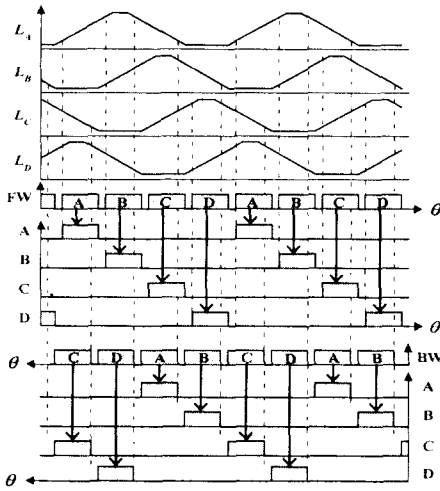 L_A
L_B
L_C
L_D
FW A B C D A B C D θ
A
B
C
D θ
θ C D A B C D A B BW
A
B
C
θ D